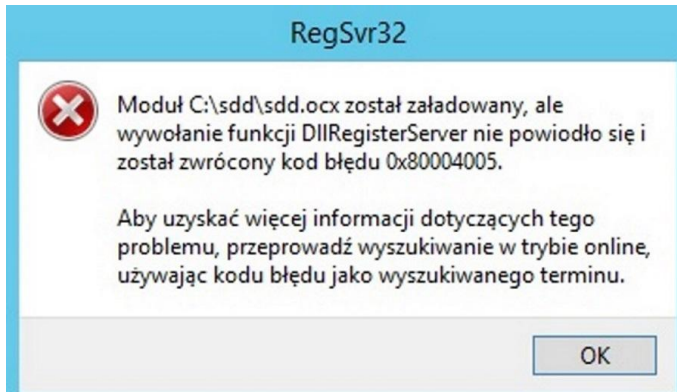 RegSvr32
Moduł C:\sdd\sdd.ocx został załadowany, ale
wywołanie funkcji DllRegisterServer nie powiodło się i
został zwrócony kod błędu 0x80004005.
Aby uzyskać więcej informacji dotyczących tego
problemu, przeprowadź wyszukiwanie w trybie online,
używając kodu błędu jako wyszukiwanego terminu.
OK